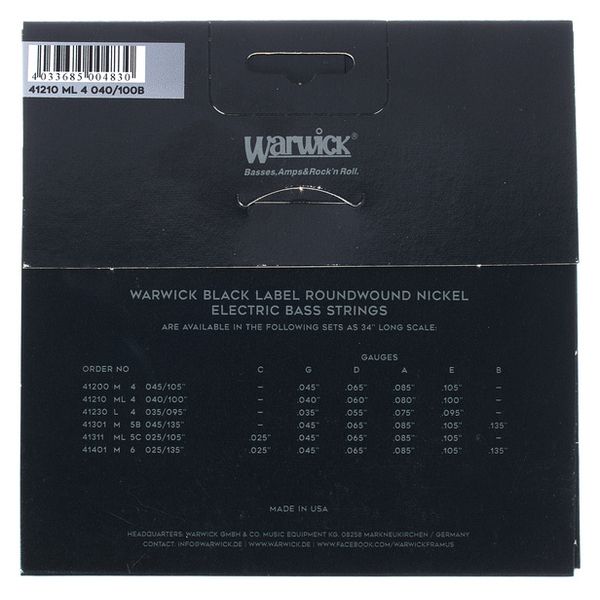 4 033685 004830
41210 ML 4 040/100B
Warwick®
Basses, Amps&Rock'n Roll.
WARWICK BLACK LABEL ROUNDWOUND NICKEL
ELECTRIC BASS STRINGS
ARE AVAILABLE IN THE FOLLOWING SETS AS 34" LONG SCALE:
GAUGES
ORDER NO C G D A E B
41200 M 4 045/105" – .045" .065" .085" .105" –
41210 ML 4 040/100" – .040" .060" .080" .100" –
41230 L 4 035/095" – .035" .055" .075" .095" –
41301 M 5B 045/135" – .045" .065" .085" .105" .135"
41311 ML 5C 025/105" .025" .045" .065" .085" .105" –
41401 M 6 025/135" .025" .045" .065" .085" .105" .135"
MADE IN USA
HEADQUARTERS: WARWICK GMBH & CO. MUSIC EQUIPMENT KG. 08258 MARKNEUKIRCHEN / GERMANY
CONTACT: INFO@WARWICK.DE | WWW.WARWICK.DE | WWW.FACEBOOK.COM/WARWICKFRAMUS